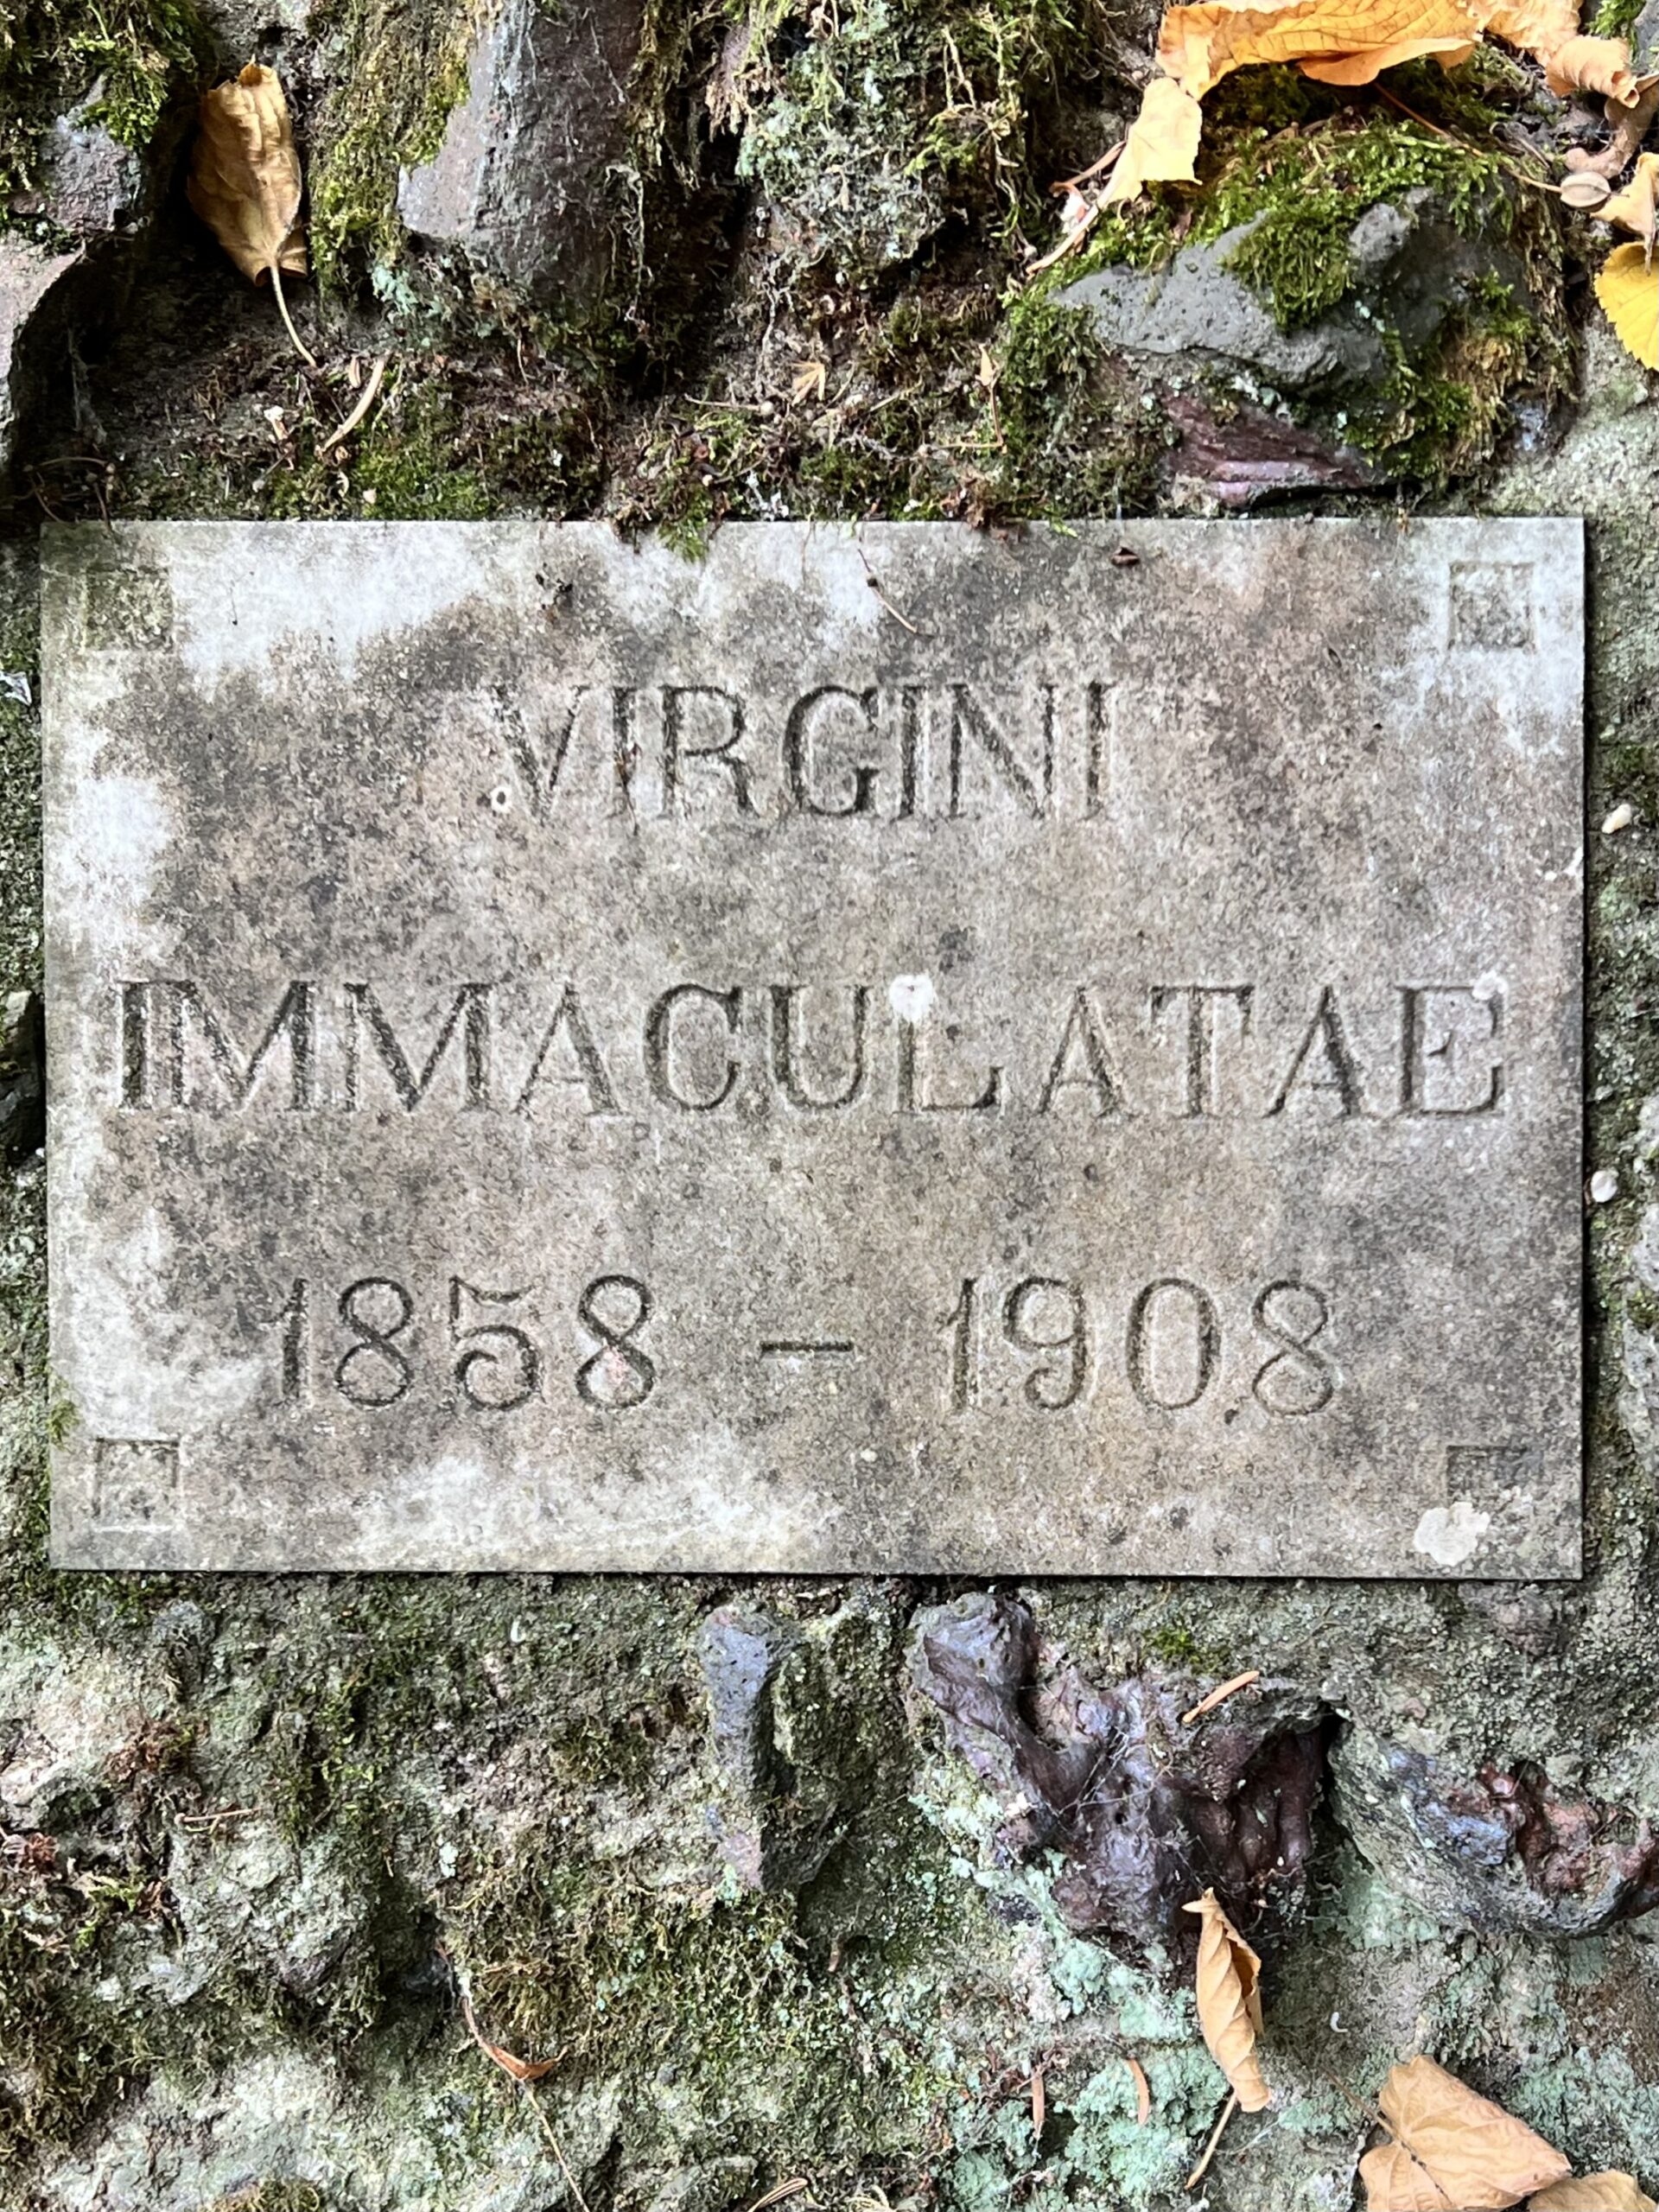 VIRGINI
IMMACULATAE
1858 – 1908